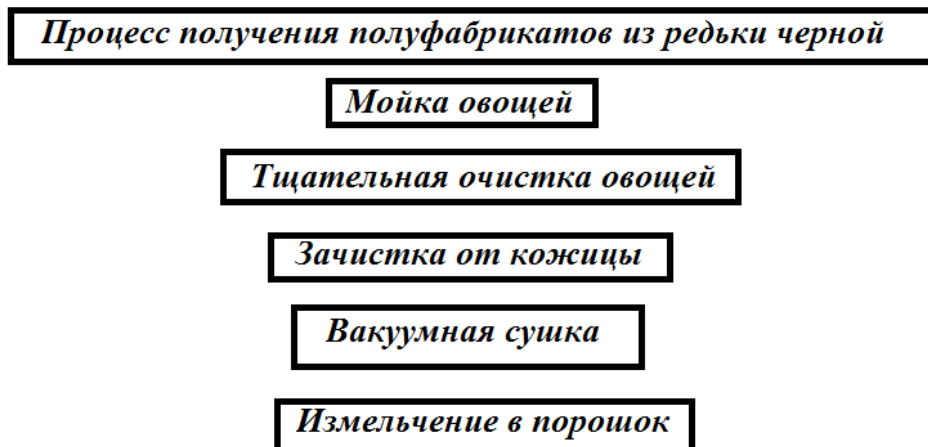 Процесс получения полуфабрикатов из редьки черной
Мойка овощей
Тщательная очистка овощей
Зачистка от кожицы
Вакуумная сушка
Измельчение в порошок